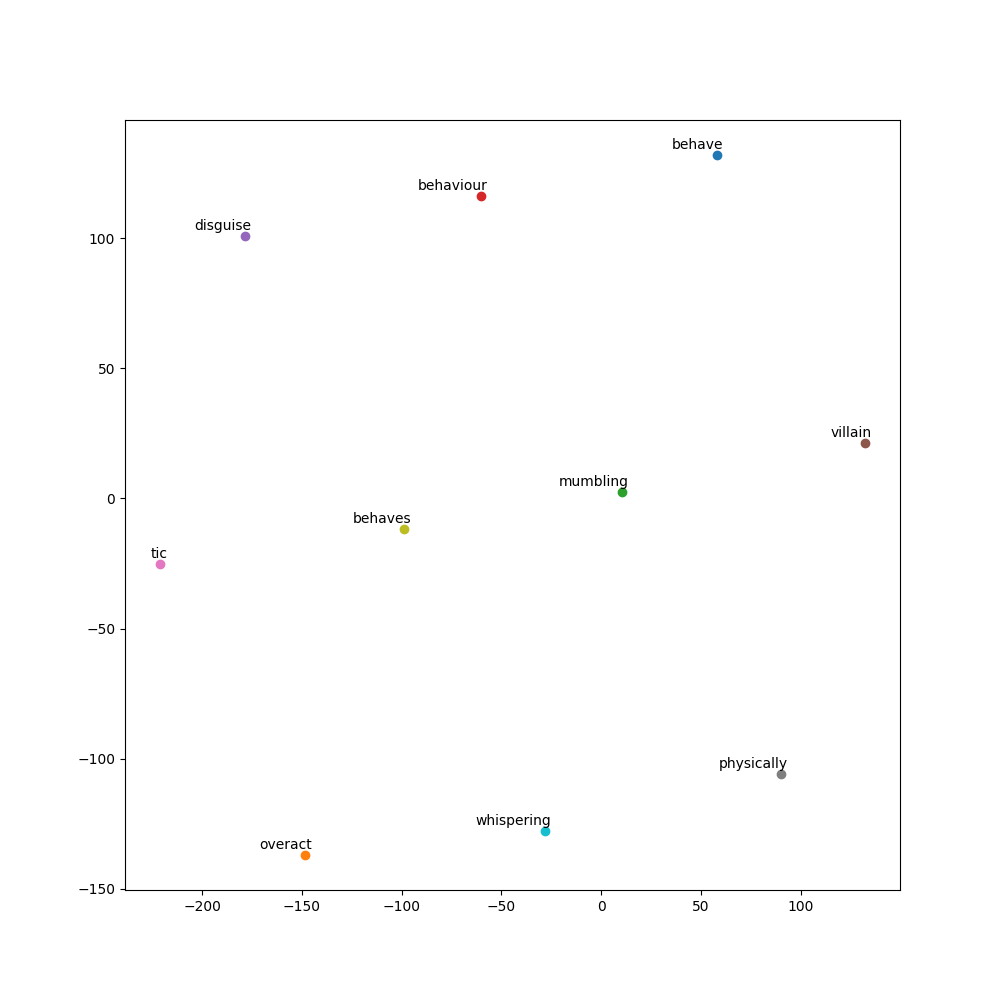 behave
behaviour
disguise
villain
mumbling
behaves
tic
physically
whispering
overact
100
50
0
−50
−100
−150
−200 −150 −100 −50 0 50 100